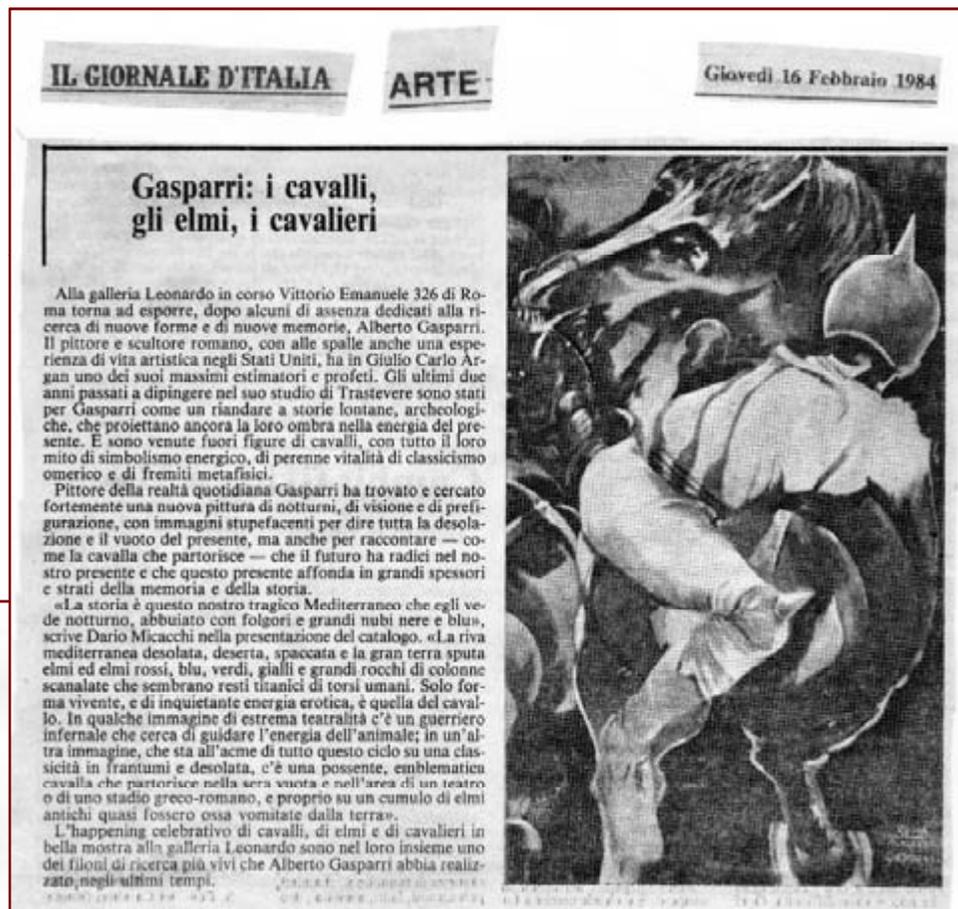 IL GIORNALE D'ITALIA
ARTE
Giovedì 16 Febbraio 1984
Gasparri: i cavalli,
gli elmi, i cavalieri
Alla galleria Leonardo in corso Vittorio Emanuele 326 di Ro-
ma torna ad esporre, dopo alcuni di assenza dedicati alla ri-
cerca di nuove forme e di nuove memorie, Alberto Gasparri.
Il pittore e scultore romano, con alle spalle anche una espe-
rienza di vita artistica negli Stati Uniti, ha in Giulio Carlo Ar-
gan uno dei suoi massimi estimatori e profeti. Gli ultimi due
anni passati a dipingere nel suo studio di Trastevere sono stati
per Gasparri come un riandare a storie lontane, archeologi-
che, che proiettano ancora la loro ombra nella energia del pre-
sente. E sono venute fuori figure di cavalli, con tutto il loro
mito di simbolismo energico, di perenne vitalità di classicismo
omerico e di fremiti metafisici.
Pittore della realtà quotidiana Gasparri ha trovato e cercato
fortemente una nuova pittura di notturni, di visione e di prefi-
gurazione, con immagini stupefacenti per dire tutta la desola-
zione e il vuoto del presente, ma anche per raccontare — co-
me la cavalla che partorisce — che il futuro ha radici nel no-
stro presente e che questo presente affonda in grandi spessori
e strati della memoria e della storia.
«La storia è questo nostro tragico Mediterraneo che egli ve-
de notturno, abbuiato con folgori e grandi nubi nere e blu»,
scrive Dario Micacchi nella presentazione del catalogo. «La riva
mediterranea desolata, deserta, spaccata e la gran terra sputa
elmi ed elmi rossi, blu, verdi, gialli e grandi rocchi di colonne
scanalate che sembrano resti titanici di torsi umani. Solo for-
ma vivente, e di inquietante energia erotica, è quella del caval-
lo. In qualche immagine di estrema teatralità c'è un guerriero
infernale che cerca di guidare l'energia dell'animale; in un'al-
tra immagine, che sta all'acme di tutto questo ciclo su una clas-
sicità in frantumi e desolata, c'è una possente, emblematica
cavalla che partorisce nella sera vuota e nell'area di un teatro
o di uno stadio greco-romano, e proprio su un cumulo di elmi
antichi quasi fossero ossa vomitate dalla terra».
L'happening celebrativo di cavalli, di elmi e di cavalieri in
bella mostra alla galleria Leonardo sono nel loro insieme uno
dei filoni di ricerca più vivi che Alberto Gasparri abbia realiz-
zato negli ultimi tempi.